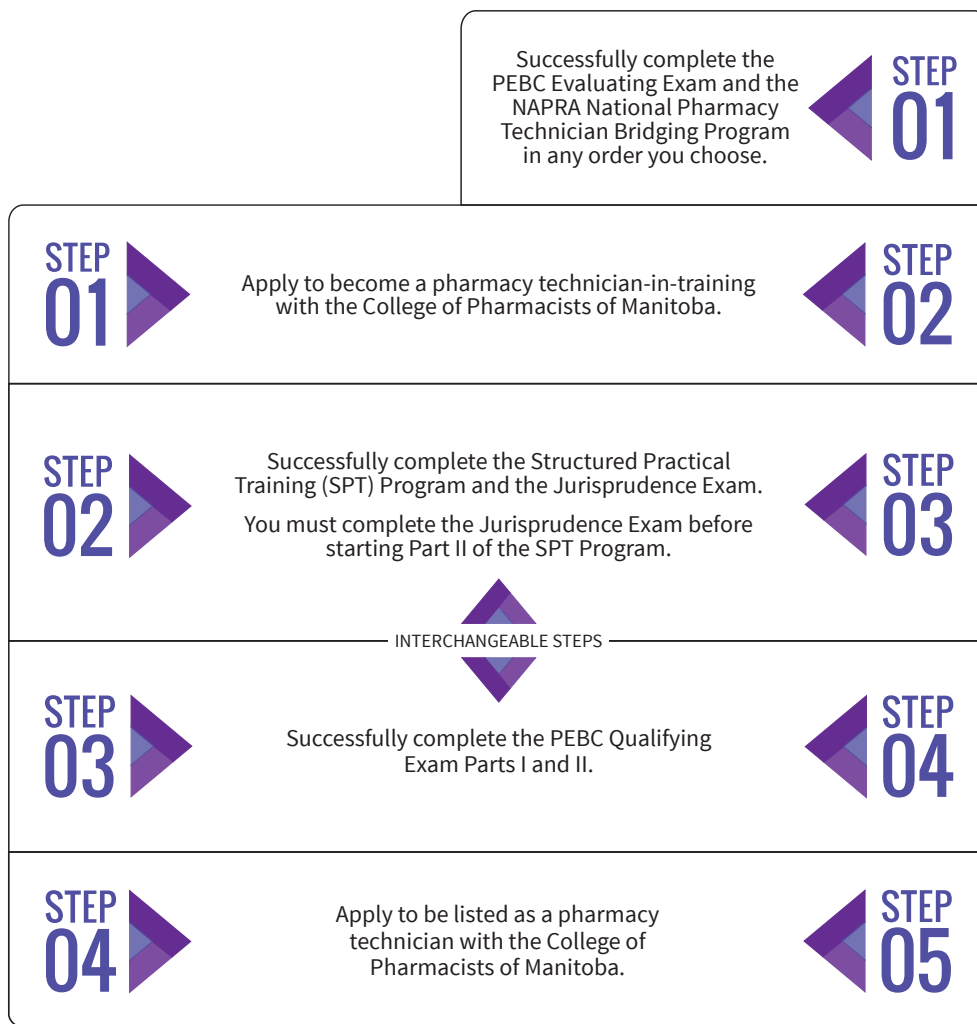 Successfully complete the
PEBC Evaluating Exam and the
NAPRA National Pharmacy
Technician Bridging Program
in any order you choose.
STEP
01
STEP
01
Apply to become a pharmacy technician-in-training
with the College of Pharmacists of Manitoba.
STEP
02
STEP
02
Successfully complete the Structured Practical
Training (SPT) Program and the Jurisprudence Exam.
You must complete the Jurisprudence Exam before
starting Part II of the SPT Program.
STEP
03
INTERCHANGEABLE STEPS
STEP
03
Successfully complete the PEBC Qualifying
Exam Parts I and II.
STEP
04
STEP
04
Apply to be listed as a pharmacy
technician with the College of
Pharmacists of Manitoba.
STEP
05